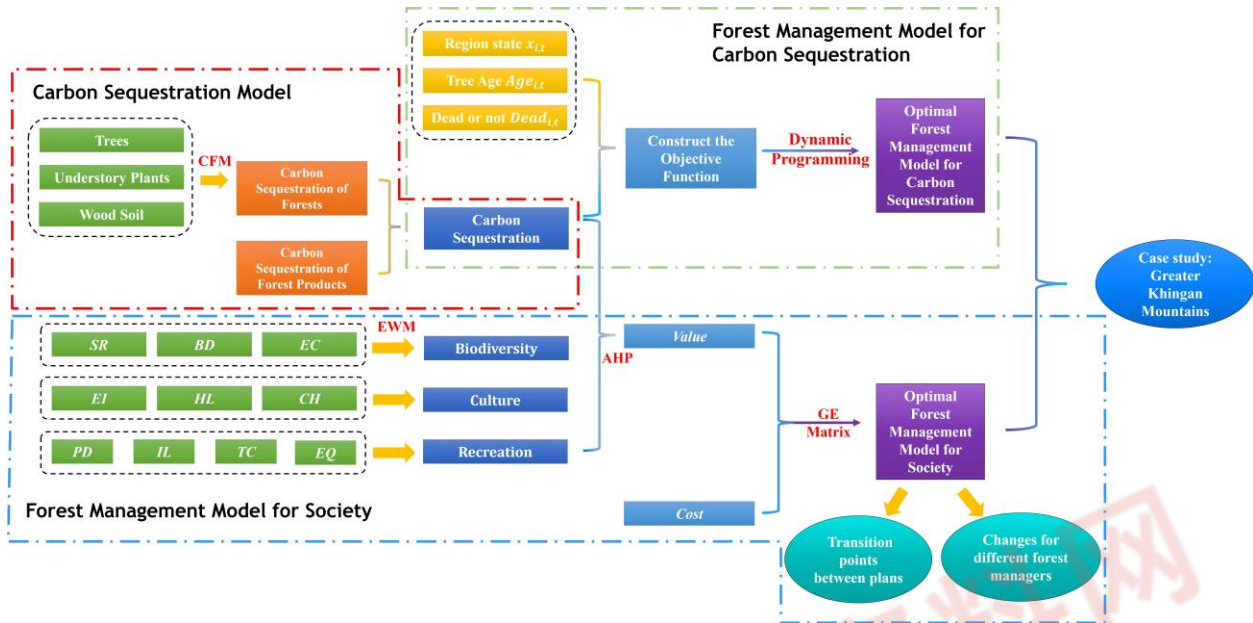 Forest Management Model for
Carbon Sequestration
Region state x_{i,t}
Tree Age Age_{i,t}
Dead or not Dead_{i,t}
Construct the
Objective
Function
Dynamic
Programming
Optimal
Forest
Management
Model for
Carbon
Sequestration
Carbon Sequestration Model
Trees
Understory Plants
Wood Soil
CFM
Carbon
Sequestration of
Forests
Carbon
Sequestration of
Forest Products
Carbon
Sequestration
Case study:
Greater
Khingan
Mountains
SR
BD
EC
EWM
Biodiversity
EI
HL
CH
Culture
PD
IL
TC
EQ
Recreation
AHP
Value
Cost
GE
Matrix
Optimal
Forest
Management
Model for
Society
Forest Management Model for Society
Transition
points
between plans
Changes for
different forest
managers
料网